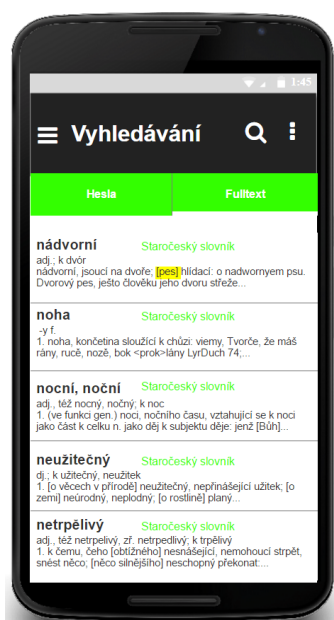 1:45
Vyhledávání
Hesla Fulltext
nádvorní Staročeský slovník
adj.; k dvór
nádvorní, jsoucí na dvoře; [pes] hlídací: o nadwornyem psu.
Dvorový pes, ješto člověku jeho dvoru střeže...
noha Staročeský slovník
-y f.
1. noha, končetina sloužící k chůzi: viemy, Tvorče, že máš
rány, rucě, nozě, bok <prok>lány LyrDuch 74;...
nocní, noční Staročeský slovník
adj., též nocný, nočný; k noc
1. (ve funkci gen.) noci, nočního času, vztahující se k noci
jako část k celku n. jako děj k subjektu děje: jenž [Bůh]...
neužitečný Staročeský slovník
dj.; k užitečný, neužitek
1. [o věcech v přírodě] neužitečný, nepřinášející užitek; [o
zemi] neúrodný, neplodný; [o rostlině] planý...
netrpělivý Staročeský slovník
adj., též netrpelivý, zř. netrpedlivý; k trpělivý
1. k čemu, čeho [obtížného] nesnášející, nemohoucí strpět,
snést něco; [něco silnějšího] neschopný překonat:...